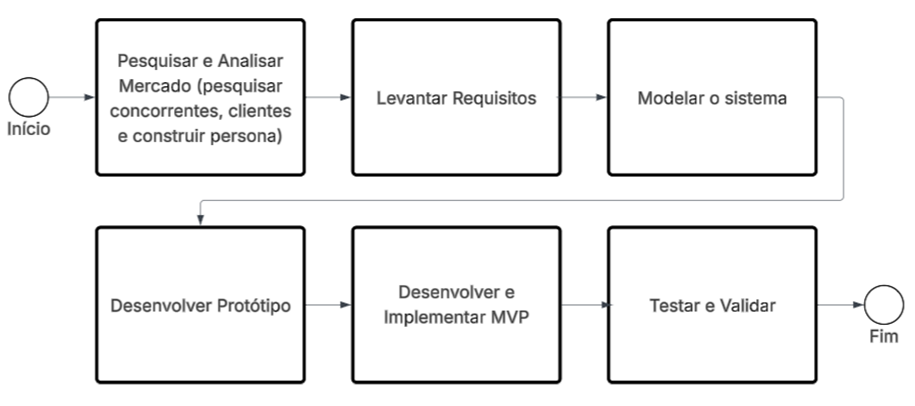 Início
Pesquisar e Analisar
Mercado (pesquisar
concorrentes, clientes
e construir persona)
Levantar Requisitos
Modelar o sistema
Desenvolver Protótipo
Desenvolver e
Implementar MVP
Testar e Validar
Fim